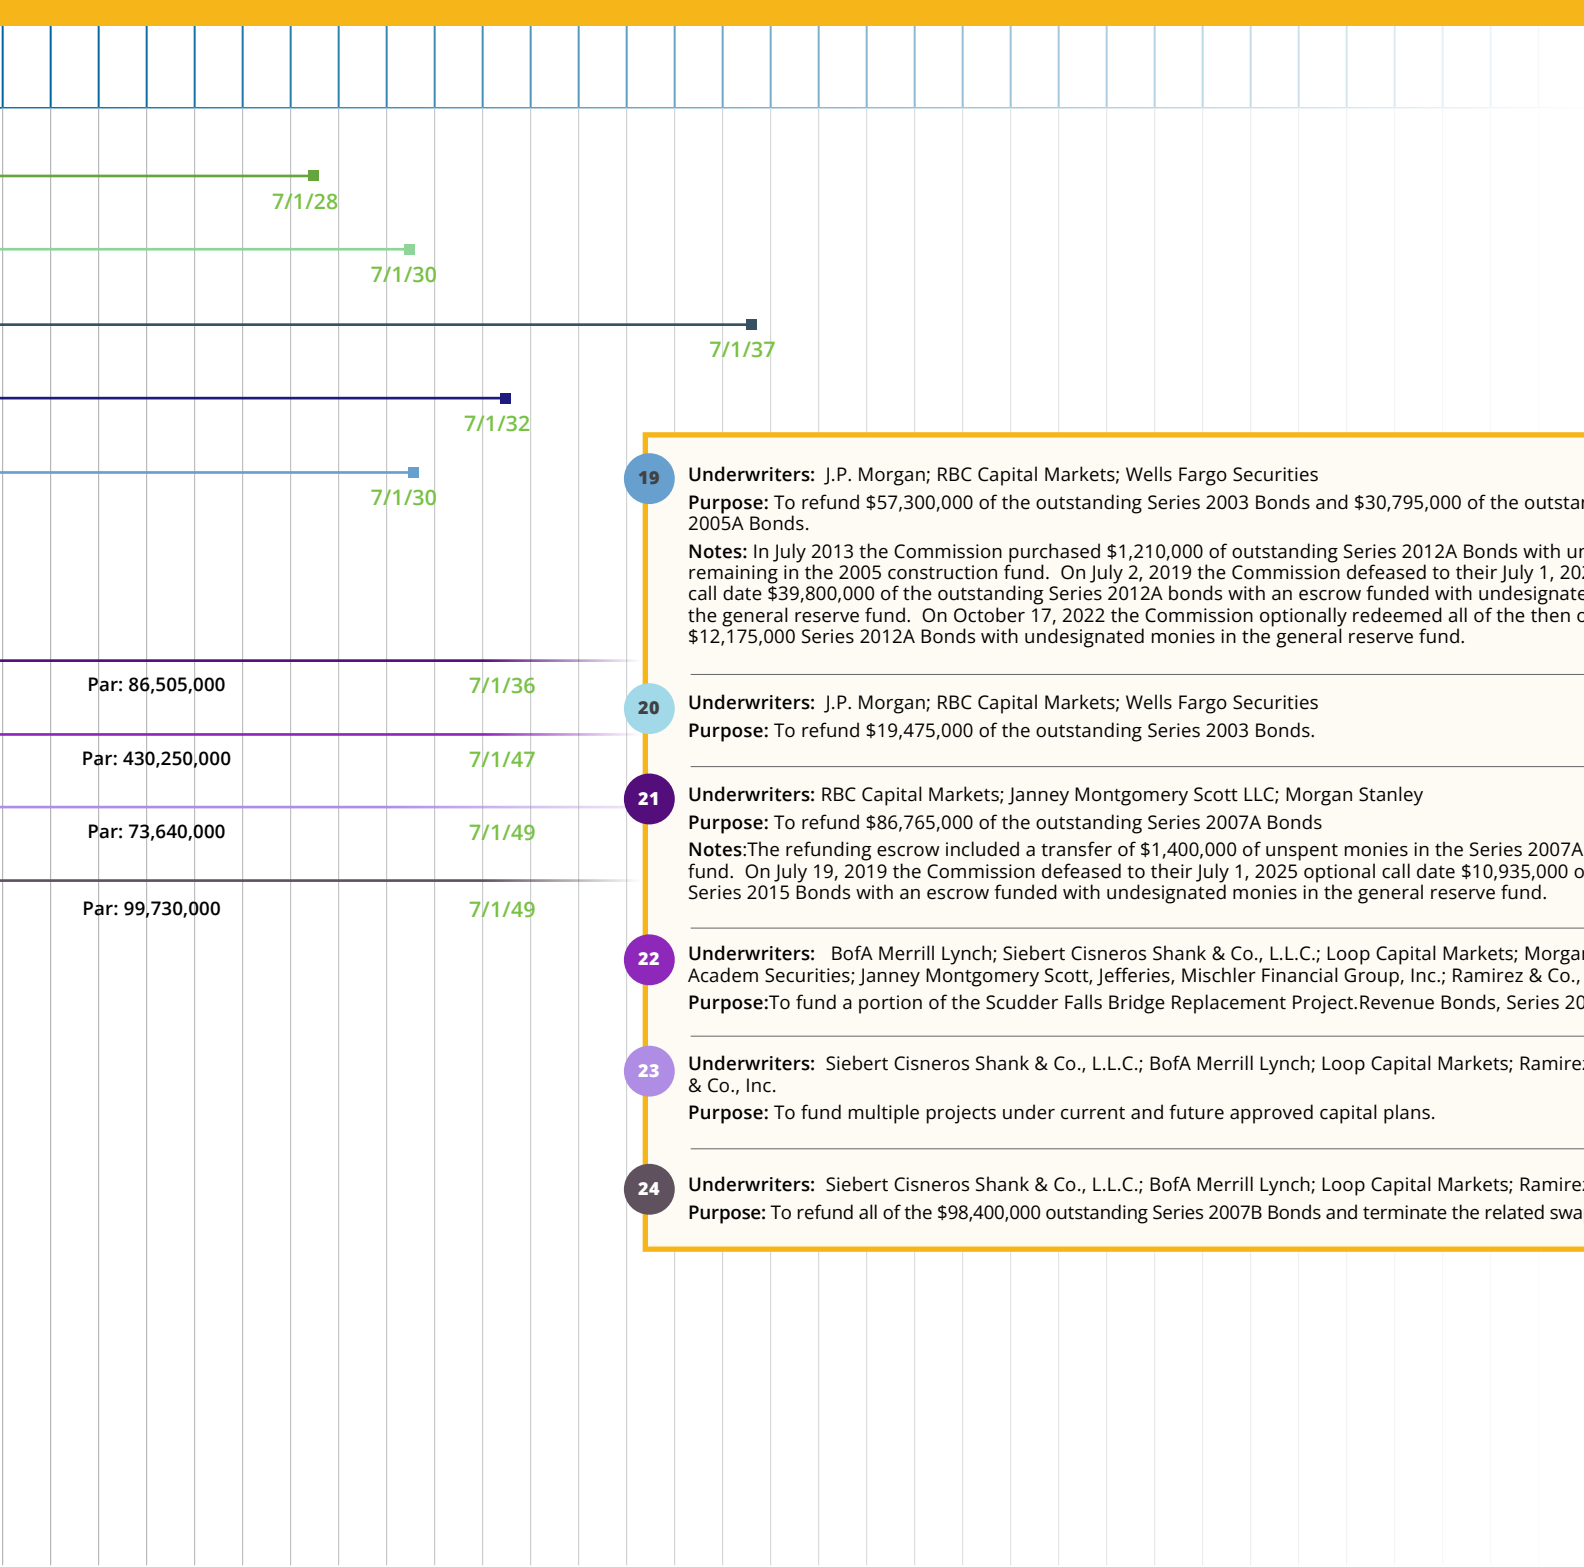 7/1/28
7/1/30
7/1/37
7/1/32
7/1/30
Par: 86,505,000 7/1/36
Par: 430,250,000 7/1/47
Par: 73,640,000 7/1/49
Par: 99,730,000 7/1/49
19
Underwriters: J.P. Morgan; RBC Capital Markets; Wells Fargo Securities
Purpose: To refund $57,300,000 of the outstanding Series 2003 Bonds and $30,795,000 of the
2005A Bonds.
Notes: In July 2013 the Commission purchased $1,210,000 of outstanding Series 2012A Bonds with
remaining in the 2005 construction fund. On July 2, 2019 the Commission defeased to their July 1,
call date $39,800,000 of the outstanding Series 2012A bonds with an escrow funded with
the general reserve fund. On October 17, 2022 the Commission optionally redeemed all of the then
$12,175,000 Series 2012A Bonds with undesignated monies in the general reserve fund.
20
Underwriters: J.P. Morgan; RBC Capital Markets; Wells Fargo Securities
Purpose: To refund $19,475,000 of the outstanding Series 2003 Bonds.
21
Underwriters: RBC Capital Markets; Janney Montgomery Scott LLC; Morgan Stanley
Purpose: To refund $86,765,000 of the outstanding Series 2007A Bonds
Notes:The refunding escrow included a transfer of $1,400,000 of unspent monies in the Series 2007A
fund. On July 19, 2019 the Commission defeased to their July 1, 2025 optional call date $10,935,000
Series 2015 Bonds with an escrow funded with undesignated monies in the general reserve fund.
22
Underwriters: BofA Merrill Lynch; Siebert Cisneros Shank & Co., L.L.C.; Loop Capital Markets; Morgan
Academ Securities; Janney Montgomery Scott, Jefferies, Mischler Financial Group, Inc.; Ramirez & Co.,
Purpose:To fund a portion of the Scudder Falls Bridge Replacement Project.Revenue Bonds, Series
23
Underwriters: Siebert Cisneros Shank & Co., L.L.C.; BofA Merrill Lynch; Loop Capital Markets;
& Co., Inc.
Purpose: To fund multiple projects under current and future approved capital plans.
24
Underwriters: Siebert Cisneros Shank & Co., L.L.C.; BofA Merrill Lynch; Loop Capital Markets;
Purpose: To refund all of the $98,400,000 outstanding Series 2007B Bonds and terminate the related